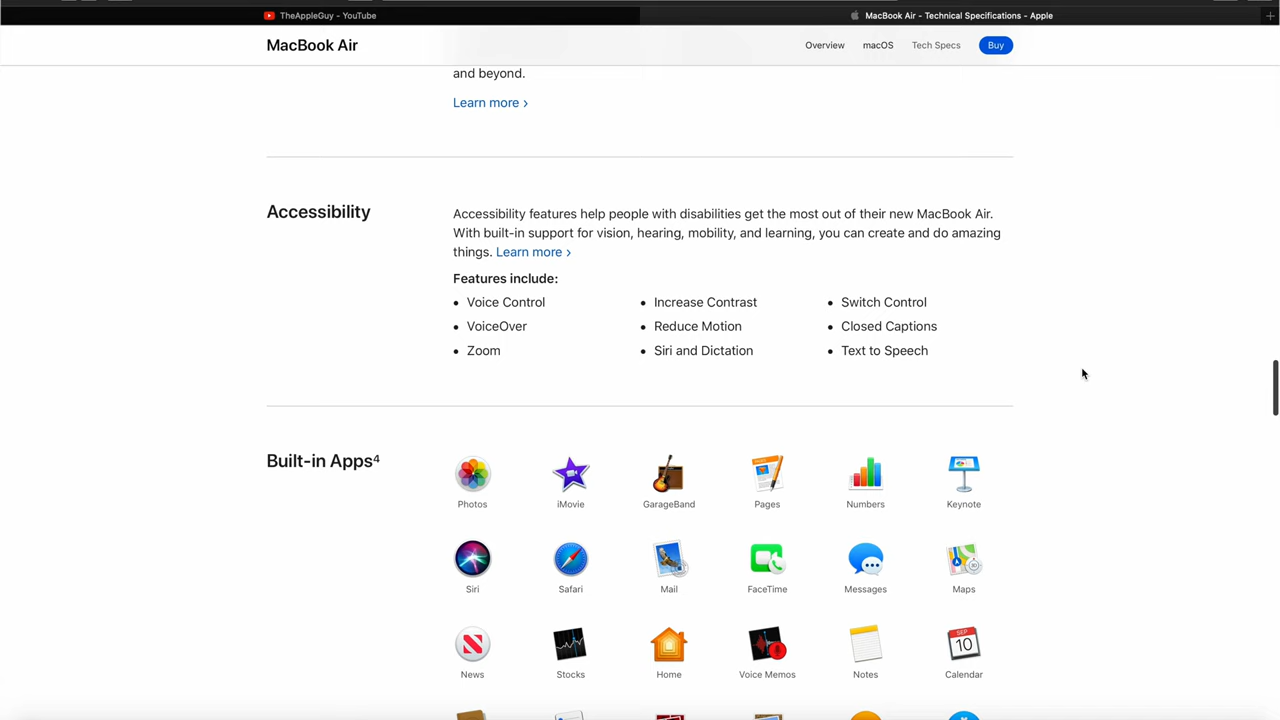 TheAppleGuy - YouTube
MacBook Air - Technical Specifications - Apple
MacBook Air
Overview
macOS
Tech Specs
Buy
and beyond.
Learn more ›
Accessibility
Accessibility features help people with disabilities get the most out of their new MacBook Air.
With built-in support for vision, hearing, mobility, and learning, you can create and do amazing
things. Learn more ›
Features include:
• Voice Control
• VoiceOver
• Zoom
• Increase Contrast
• Reduce Motion
• Siri and Dictation
• Switch Control
• Closed Captions
• Text to Speech
Built-in Apps⁴
Photos
iMovie
GarageBand
Pages
Numbers
Keynote
Siri
Safari
Mail
FaceTime
Messages
Maps
News
Stocks
Home
Voice Memos
Notes
SEP
10
Calendar